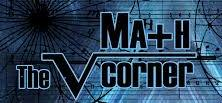 MA+H
The √ corner